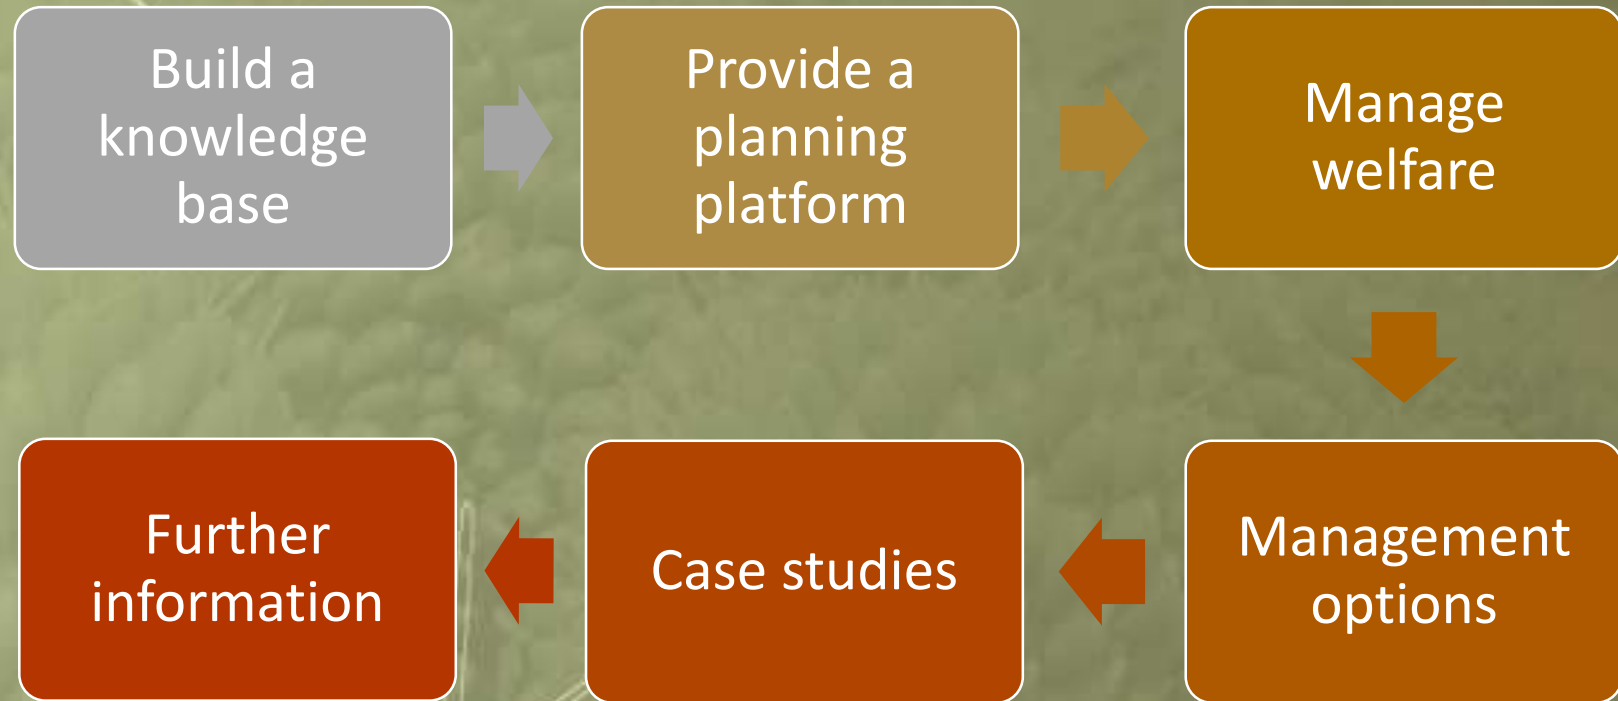 Build a
knowledge
base
Provide a
planning
platform
Manage
welfare
Management
options
Case studies
Further
information